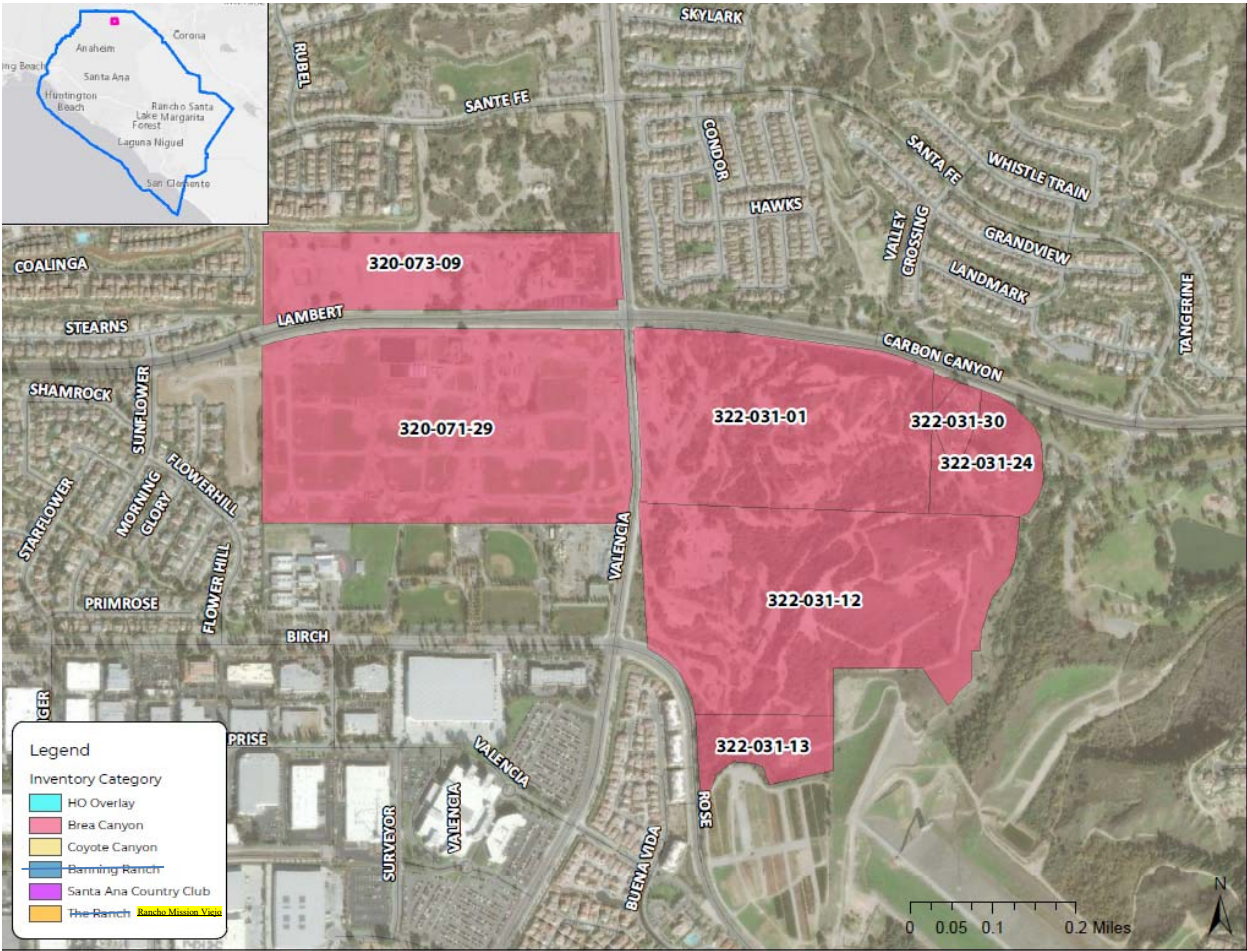 Corona
Anaheim
Santa Ana
Huntington
Beach
Rancho Santa
Lake Margarita
Forest
Laguna Niguel
San Clemente
SKYLARK
RUBEL
SANTE FE
CONDOR
HAWKS
SANTA FE
WHISTLE TRAIN
VALLEY
CROSSING
GRANDVIEW
LANDMARK
TANGERINE
COALINGA
320-073-09
LAMBERT
STEARNS
CARBON CANYON
SHAMROCK
SUNFLOWER
320-071-29
322-031-01
322-031-30
322-031-24
FLOWERHILL
MORNING
GLORY
STARFLOWER
VALENCIA
FLOWER HILL
PRIMROSE
322-031-12
BIRCH
GER
PRISE
VALENCIA
322-031-13
VALENCIA
ROSE
SURVEYOR
BUENA VIDA
Legend
Inventory Category
HO Overlay
Brea Canyon
Coyote Canyon
Banning Ranch
Santa Ana Country Club
The Ranch Rancho Mission Viejo
N
0 0.05 0.1 0.2 Miles